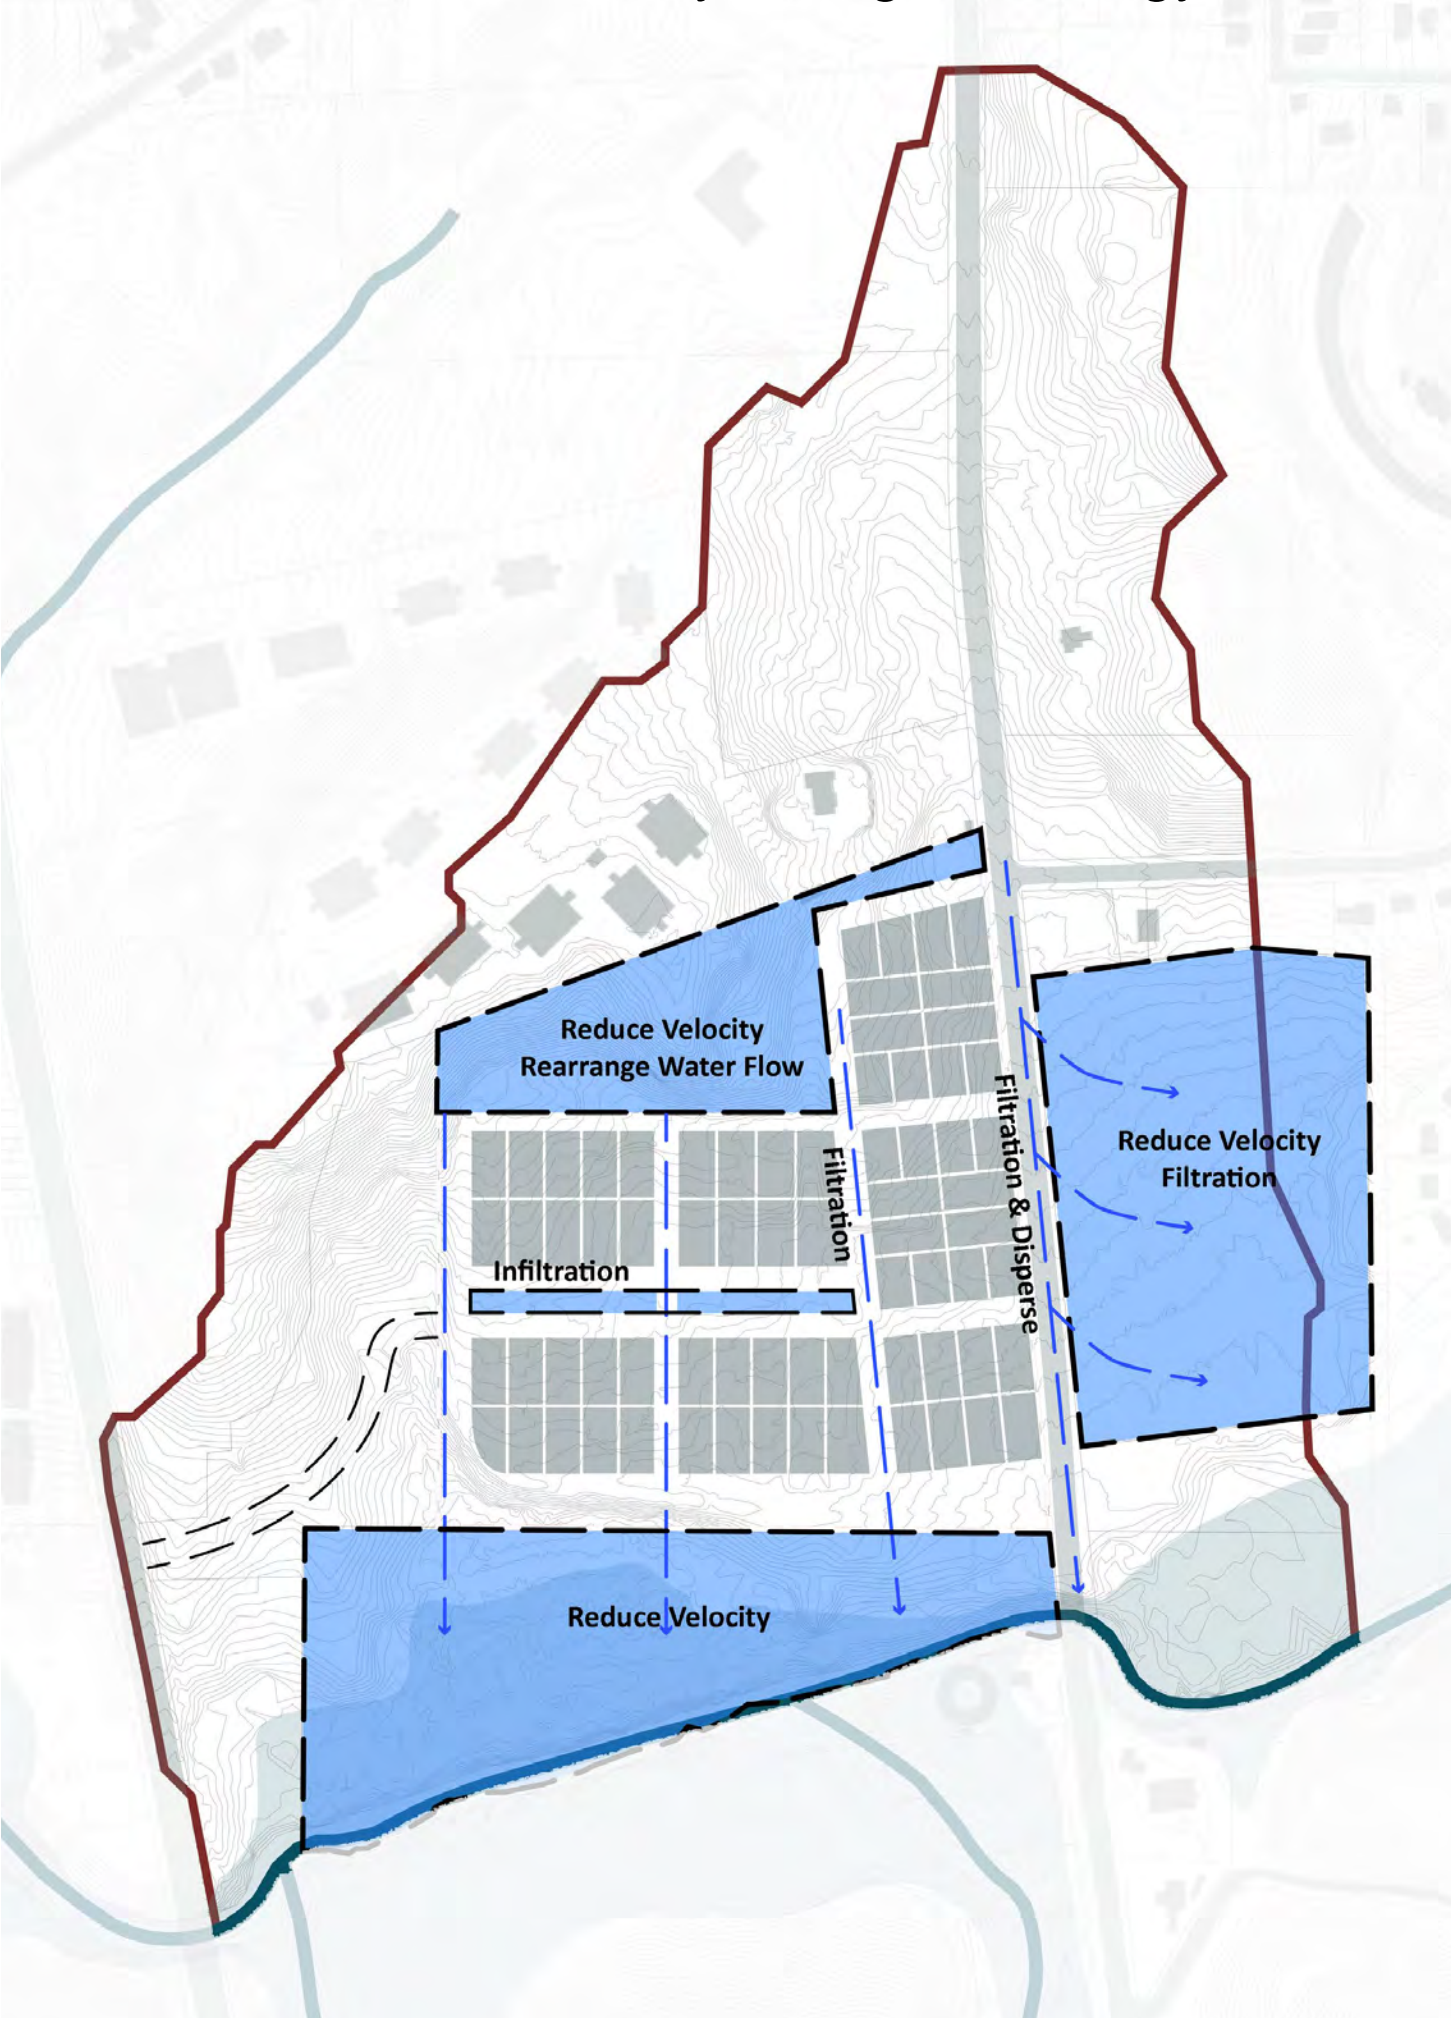 Reduce Velocity
Rearrange Water Flow
Filtration & Disperse
Reduce Velocity
Filtration
Filtration
Infiltration
Reduce Velocity